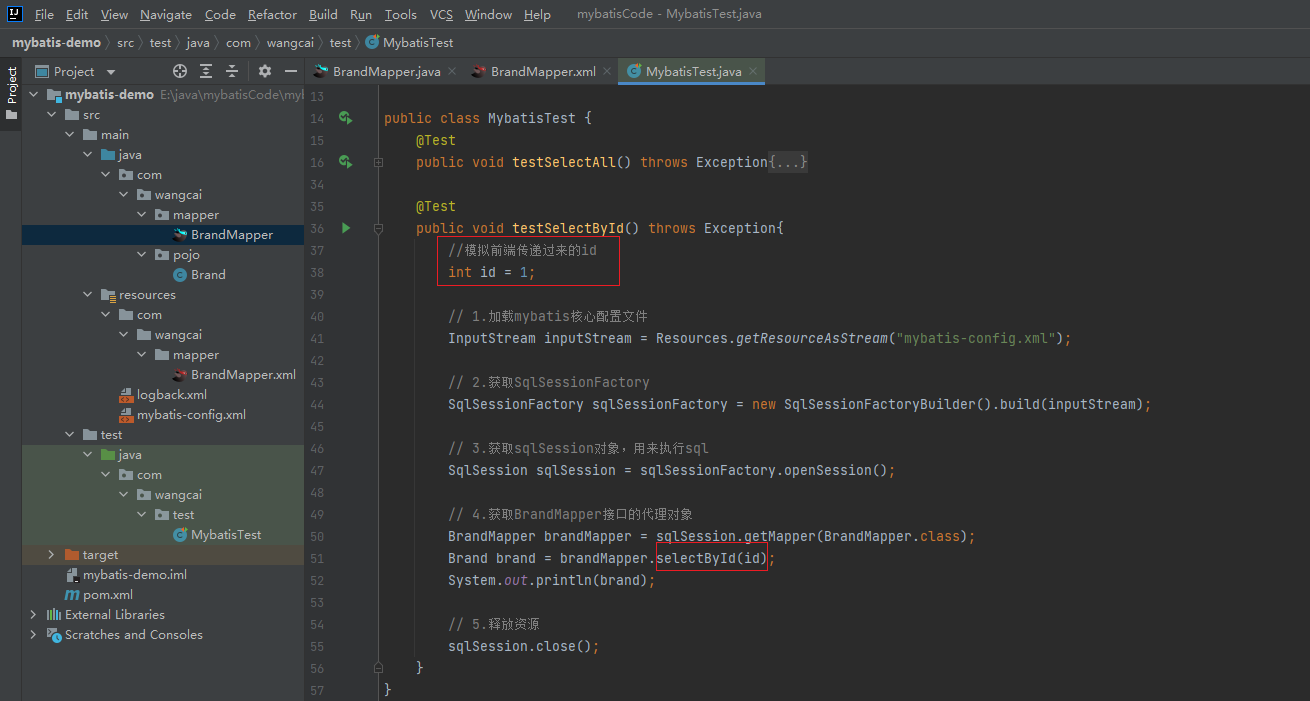 File Edit View Navigate Code Refactor Build Run Tools VCS Window Help mybatisCode - MybatisTest.java
mybatis-demo src test java com wangcai test MybatisTest
Project
Project
BrandMapper.java BrandMapper.xml MybatisTest.java
mybatis-demo E:\java\mybatisCode\my
src
main
java
com
wangcai
mapper
BrandMapper
pojo
Brand
resources
com
wangcai
mapper
BrandMapper.xml
logback.xml
mybatis-config.xml
test
java
com
wangcai
test
MybatisTest
target
mybatis-demo.iml
pom.xml
External Libraries
Scratches and Consoles
13
14 public class MybatisTest {
15 @Test
16 public void testSelectAll() throws Exception{...}
34
35 @Test
36 public void testSelectById() throws Exception{
37 //模拟前端传递过来的id
38 int id = 1;
39
40 // 1.加载mybatis核心配置文件
41 InputStream inputStream = Resources.getResourceAsStream("mybatis-config.xml");
42
43 // 2.获取SqlSessionFactory
44 SqlSessionFactory sqlSessionFactory = new SqlSessionFactoryBuilder().build(inputStream);
45
46 // 3.获取sqlSession对象，用来执行sql
47 SqlSession sqlSession = sqlSessionFactory.openSession();
48
49 // 4.获取BrandMapper接口的代理对象
50 BrandMapper brandMapper = sqlSession.getMapper(BrandMapper.class);
51 Brand brand = brandMapper.selectById(id);
52 System.out.println(brand);
53
54 // 5.释放资源
55 sqlSession.close();
56 }
57 }